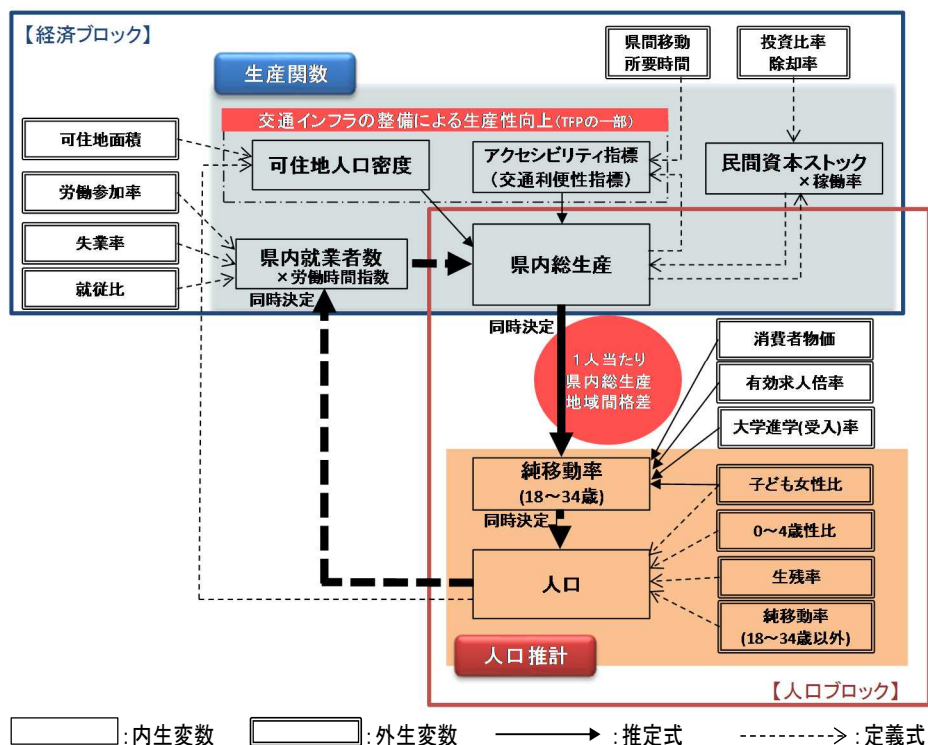 【経済ブロック】
生産関数
県間移動
所要時間
投資比率
除却率
交通インフラの整備による生産性向上(TFPの一部)
可住地面積
可住地人口密度
アクセシビリティ指標
(交通利便性指標)
民間資本ストック
×稼働率
労働参加率
失業率
就従比
県内就業者数
×労働時間指数
同時決定
県内総生産
同時決定
1人当たり
県内総生産
地域間格差
消費者物価
有効求人倍率
大学進学(受入)率
純移動率
(18～34歳)
同時決定
子ども女性比
0～4歳性比
人口
生残率
純移動率
(18～34歳以外)
人口推計
【人口ブロック】
:内生変数
:外生変数
:推定式
:定義式